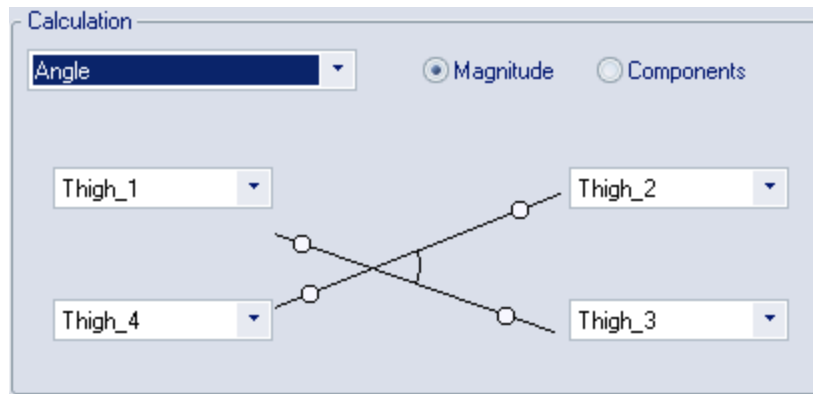 Calculation
Angle
Magnitude
Components
Thigh_1
Thigh_2
Thigh_4
Thigh_3